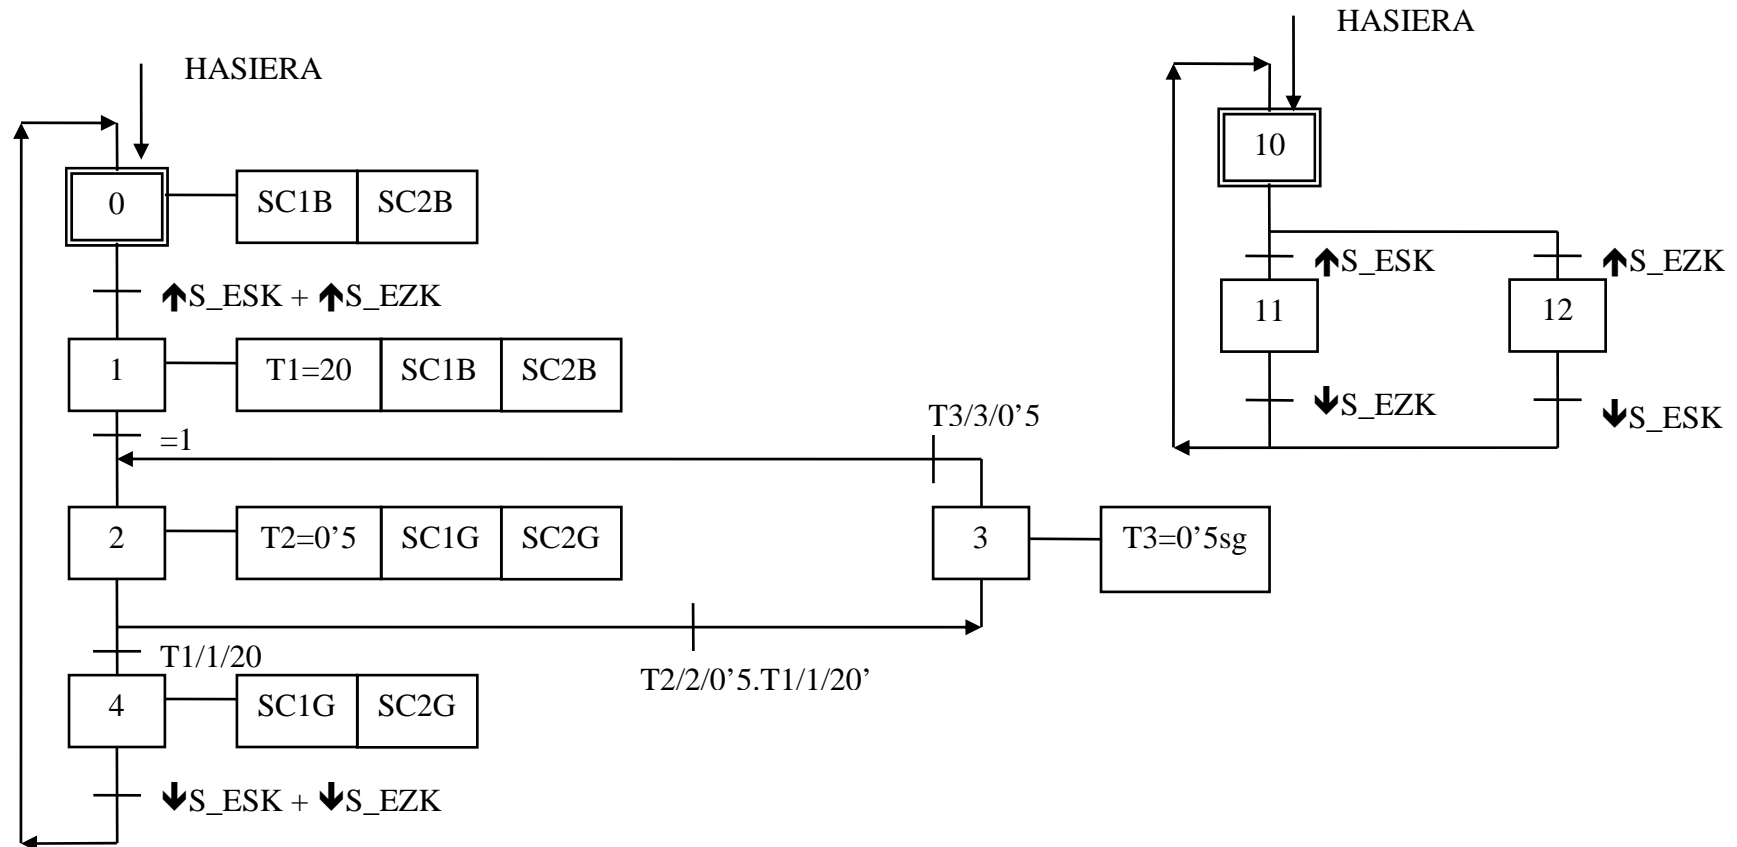 HASIERA
0 SC1B SC2B
↑S_ESK + ↑S_EZK
1 T1=20 SC1B SC2B
=1
T3/3/0’5
2 T2=0’5 SC1G SC2G
3 T3=0’5sg
T1/1/20
T2/2/0’5.T1/1/20'
4 SC1G SC2G
↓S_ESK + ↓S_EZK
HASIERA
10
↑S_ESK ↑S_EZK
11 12
↓S_EZK ↓S_ESK